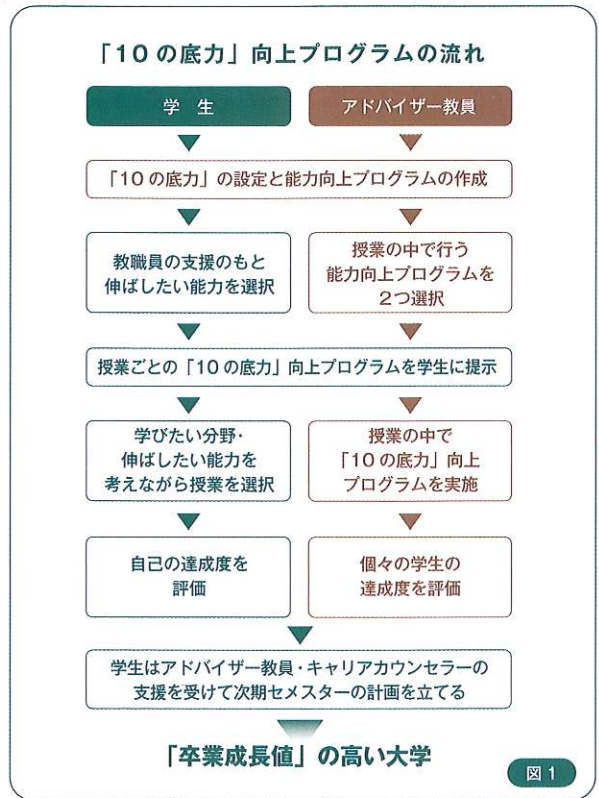 「10の底力」向上プログラムの流れ
学 生
アドバイザー教員
「10の底力」の設定と能力向上プログラムの作成
教職員の支援のもと
伸ばしたい能力を選択
授業の中で行う
能力向上プログラムを
2つ選択
授業ごとの「10の底力」向上プログラムを学生に提示
学びたい分野・
伸ばしたい能力を
考えながら授業を選択
授業の中で
「10の底力」向上
プログラムを実施
自己の達成度を
評価
個々の学生の
達成度を評価
学生はアドバイザー教員・キャリアカウンセラーの
支援を受けて次期セメスターの計画を立てる
「卒業成長値」の高い大学
図1